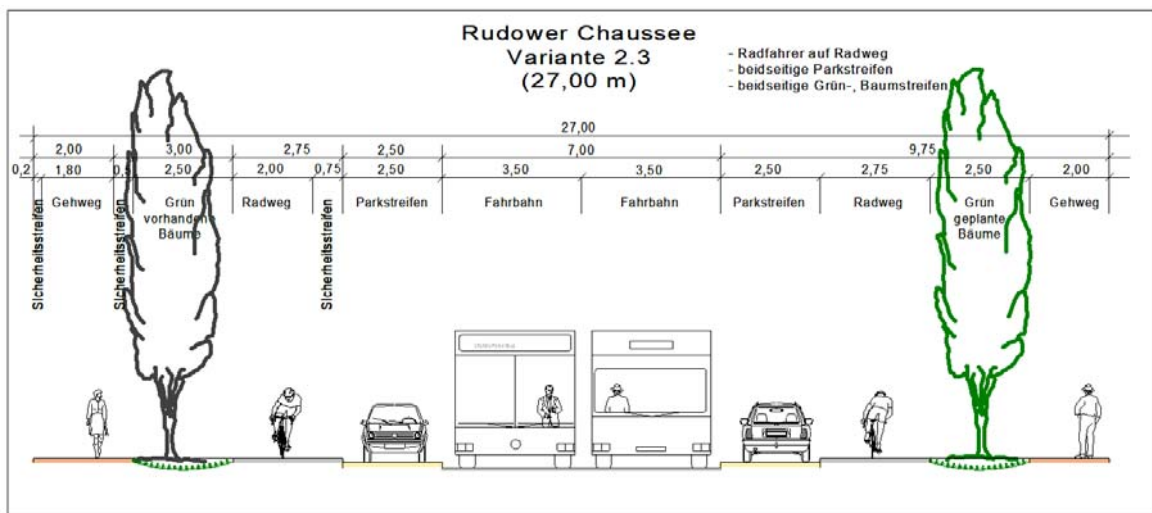 Rudower Chaussee
Variante 2.3
(27,00 m)
- Radfahrer auf Radweg
- beidseitige Parkstreifen
- beidseitige Grün-, Baumstreifen
27,00
2,00 3,00 2,75 2,50 7,00 9,75
0,2 1,80 0,5 2,50 2,00 0,75 2,50 3,50 3,50 2,50 2,75 2,50 2,00
Sicherheitsstreifen
Gehweg
Sicherheitsstreifen
Grün
vorhandene
Bäume
Radweg
Sicherheitsstreifen
Parkstreifen
Fahrbahn
Fahrbahn
Parkstreifen
Radweg
Grün
geplante
Bäume
Gehweg